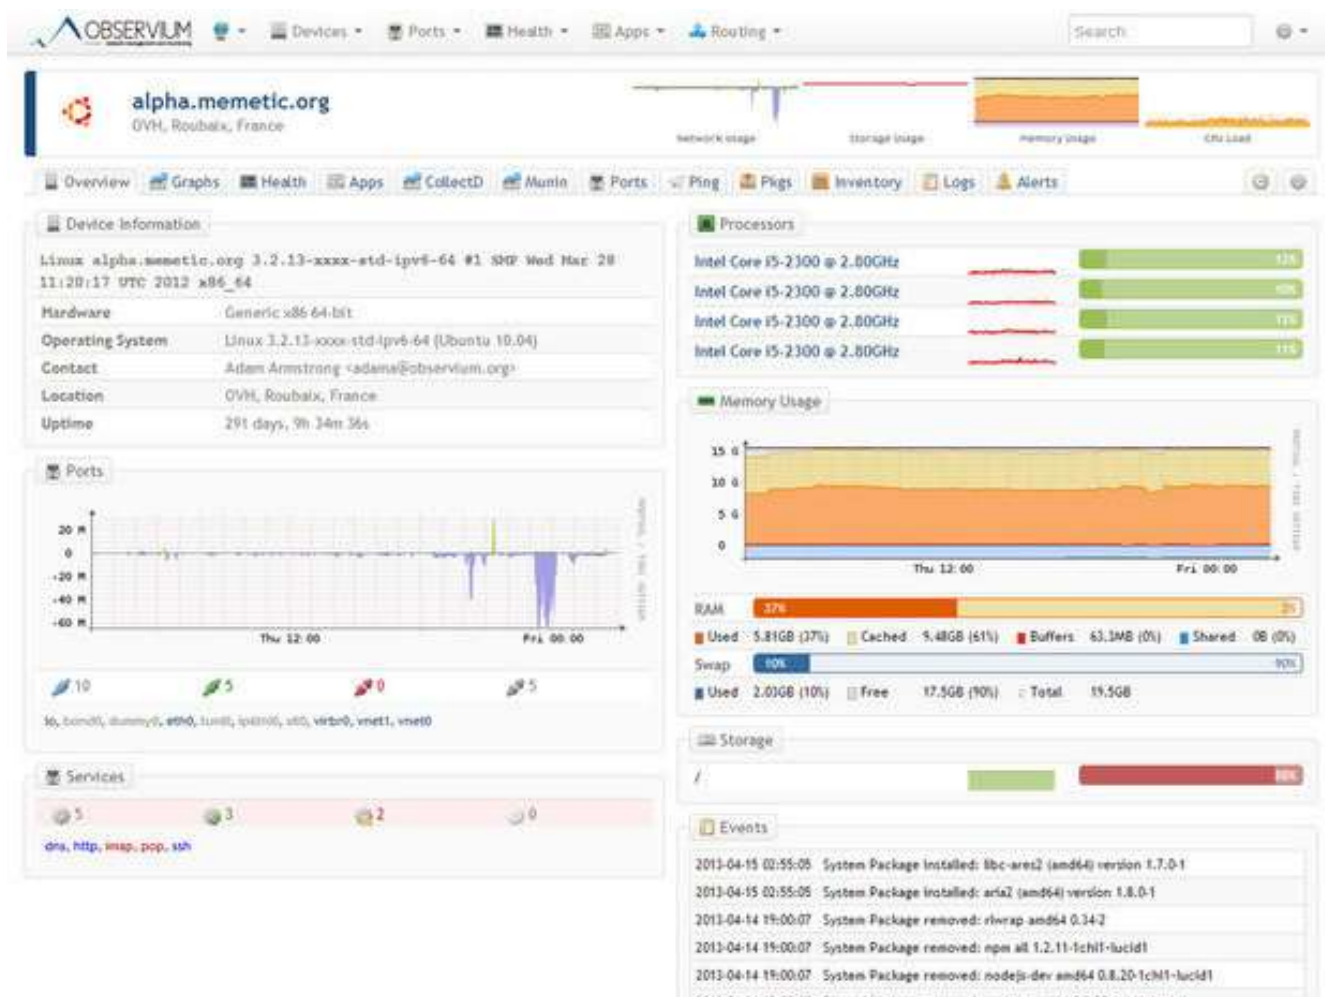 OBSERVIUM
Devices
Ports
Health
Apps
Routing
Search
alpha.memetic.org
OVH, Roubaix, France
Network Usage
Storage Usage
Memory Usage
CPU Load
Overview
Graphs
Health
Apps
CollectD
Munin
Ports
Ping
Pkgs
Inventory
Logs
Alerts
Device Information
Linux alpha.memetic.org 3.2.13-xxxx-std-ipv6-64 #1 SMP Wed Mar 28
11:20:17 UTC 2012 x86_64
Hardware Generic x86 64-bit
Operating System Linux 3.2.13-xxxx-std-ipv6-64 (Ubuntu 10.04)
Contact Adam Armstrong <adama@observium.org>
Location OVH, Roubaix, France
Uptime 291 days, 9h 34m 36s
Ports
20 M
0
-20 M
-40 M
-60 M
Thu 12:00 Fri 00:00
10 5 0 5
lo, bond0, dummy0, eth0, virbr0, vnet1, vnet0
Services
5 3 2 0
dns, http, imap, pop, ssh
Processors
Intel Core i5-2300 @ 2.80GHz
Intel Core i5-2300 @ 2.80GHz 10%
Intel Core i5-2300 @ 2.80GHz
Intel Core i5-2300 @ 2.80GHz 11%
Memory Usage
15 G
10 G
5 G
0
Thu 12:00 Fri 00:00
RAM 37% 2%
Used 5.81GB (37%) Cached 9.48GB (61%) Buffers 63.3MB (0%) Shared 0B (0%)
Swap 10% 90%
Used 2.03GB (10%) Free 17.5GB (90%) Total 19.5GB
Storage
/
Events
2013-04-15 02:55:05 System Package installed: libc-ares2 (amd64) version 1.7.0-1
2013-04-15 02:55:05 System Package installed: aria2 (amd64) version 1.8.0-1
2013-04-14 19:00:07 System Package removed: rlwrap amd64 0.34-2
2013-04-14 19:00:07 System Package removed: npm all 1.2.11-1chl1~lucid1
2013-04-14 19:00:07 System Package removed: nodejs-dev amd64 0.8.20-1chl1~lucid1